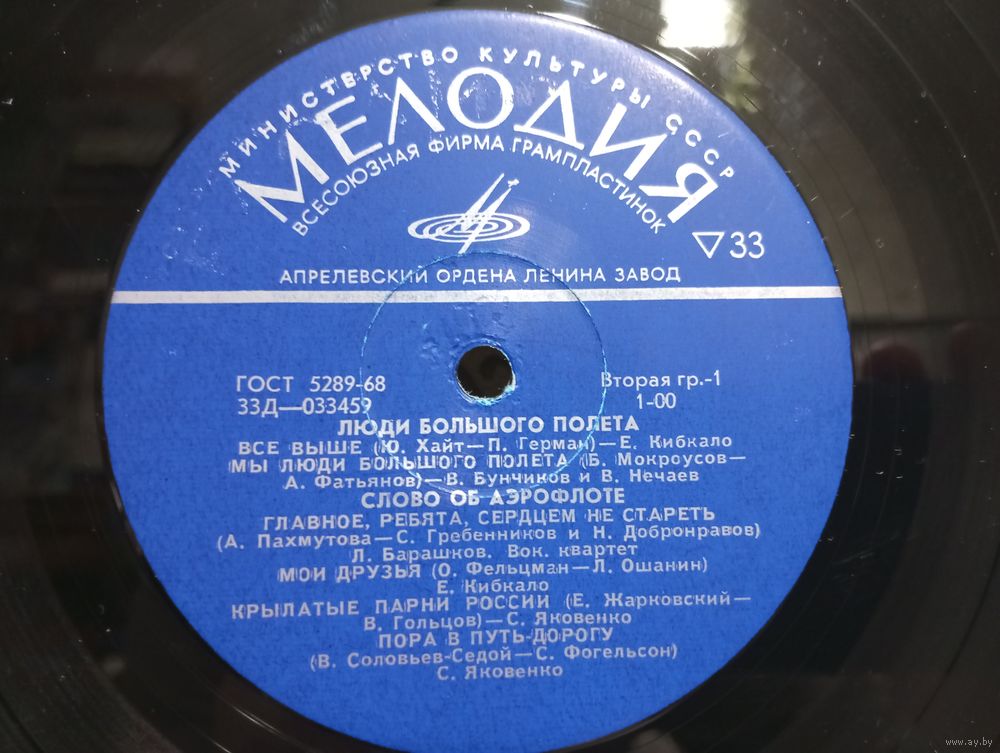 МИНИСТЕРСТВО КУЛЬТУРЫ СССР
МЕЛОДИЯ
ВСЕСОЮЗНАЯ ФИРМА ГРАМПЛАСТИНОК
▽33
АПРЕЛЕВСКИЙ ОРДЕНА ЛЕНИНА ЗАВОД
ГОСТ 5289-68
Вторая гр.-1
33Д—033459
1-00
ЛЮДИ БОЛЬШОГО ПОЛЕТА
ВСЕ ВЫШЕ (Ю. Хайт—П. Герман)—Е. Кибкало
МЫ ЛЮДИ БОЛЬШОГО ПОЛЕТА (Б. Мокроусов—
А. Фатьянов)—В. Бунчиков и В. Нечаев
СЛОВО ОБ АЭРОФЛОТЕ
ГЛАВНОЕ, РЕБЯТА, СЕРДЦЕМ НЕ СТАРЕТЬ
(А. Пахмутова—С. Гребенников и Н. Добронравов)
Л. Барашков. Вок. квартет
МОИ ДРУЗЬЯ (О. Фельцман—Л. Ошанин)
Е. Кибкало
КРЫЛАТЫЕ ПАРНИ РОССИИ (Е. Жарковский—
В. Гольцов)—С. Яковенко
ПОРА В ПУТЬ-ДОРОГУ
(В. Соловьев-Седой—С. Фогельсон)
С. Яковенко
www.ay.by